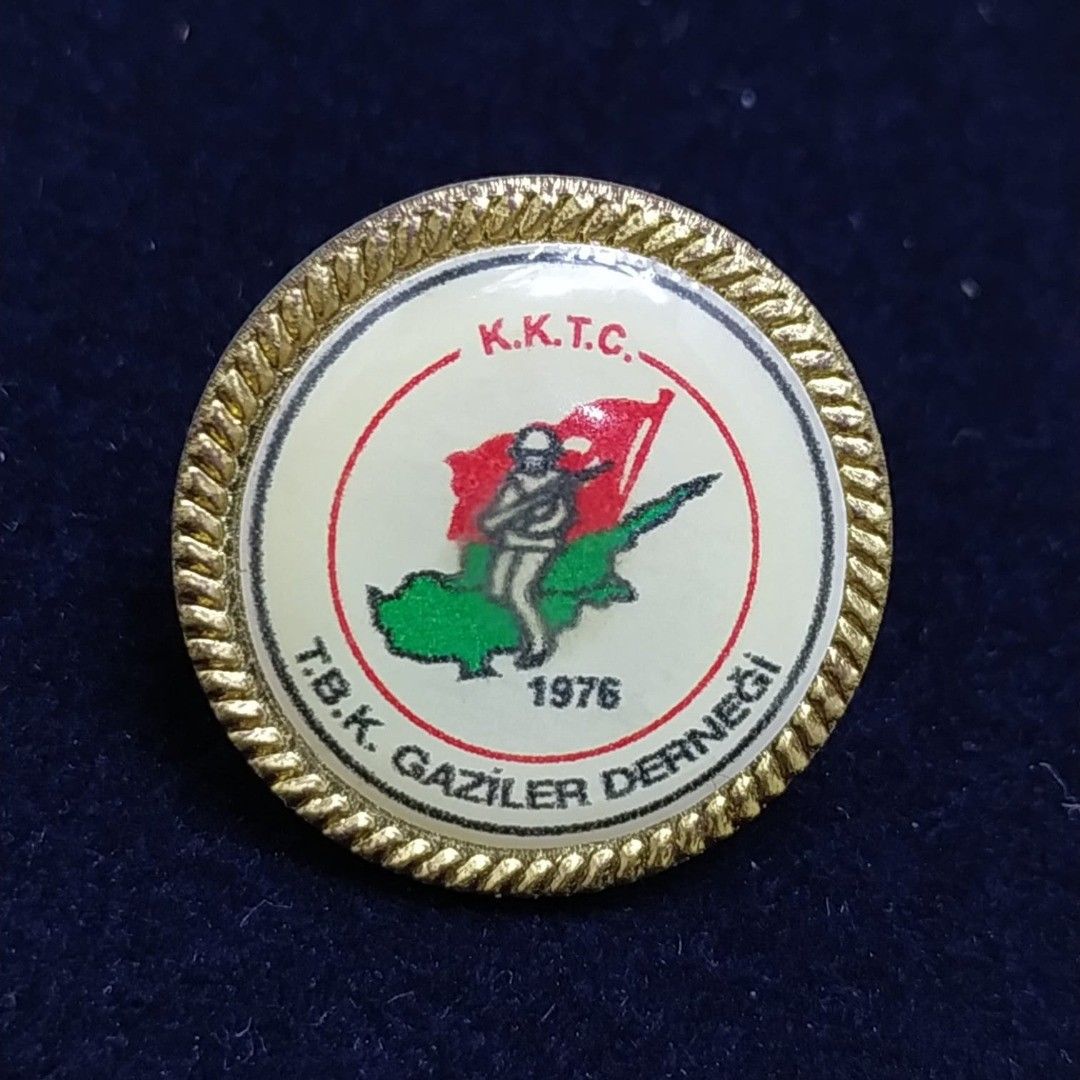 K.K.T.C.
1976
T.B.K. GAZİLER DERNEĞİ